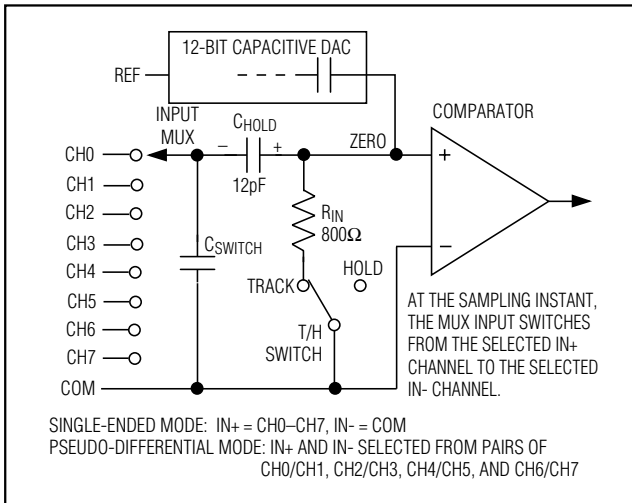 12-BIT CAPACITIVE DAC
REF
COMPARATOR
INPUT
MUX
CHOLD
ZERO
– +
+
CH0
12pF
CH1
RIN
800Ω
CH2
CSWITCH
–
CH3
HOLD
CH4
TRACK
CH5
CH6
T/H
SWITCH
CH7
COM
AT THE SAMPLING INSTANT,
THE MUX INPUT SWITCHES
FROM THE SELECTED IN+
CHANNEL TO THE SELECTED
IN- CHANNEL.
SINGLE-ENDED MODE: IN+ = CH0–CH7, IN- = COM
PSEUDO-DIFFERENTIAL MODE: IN+ AND IN- SELECTED FROM PAIRS OF
CH0/CH1, CH2/CH3, CH4/CH5, AND CH6/CH7